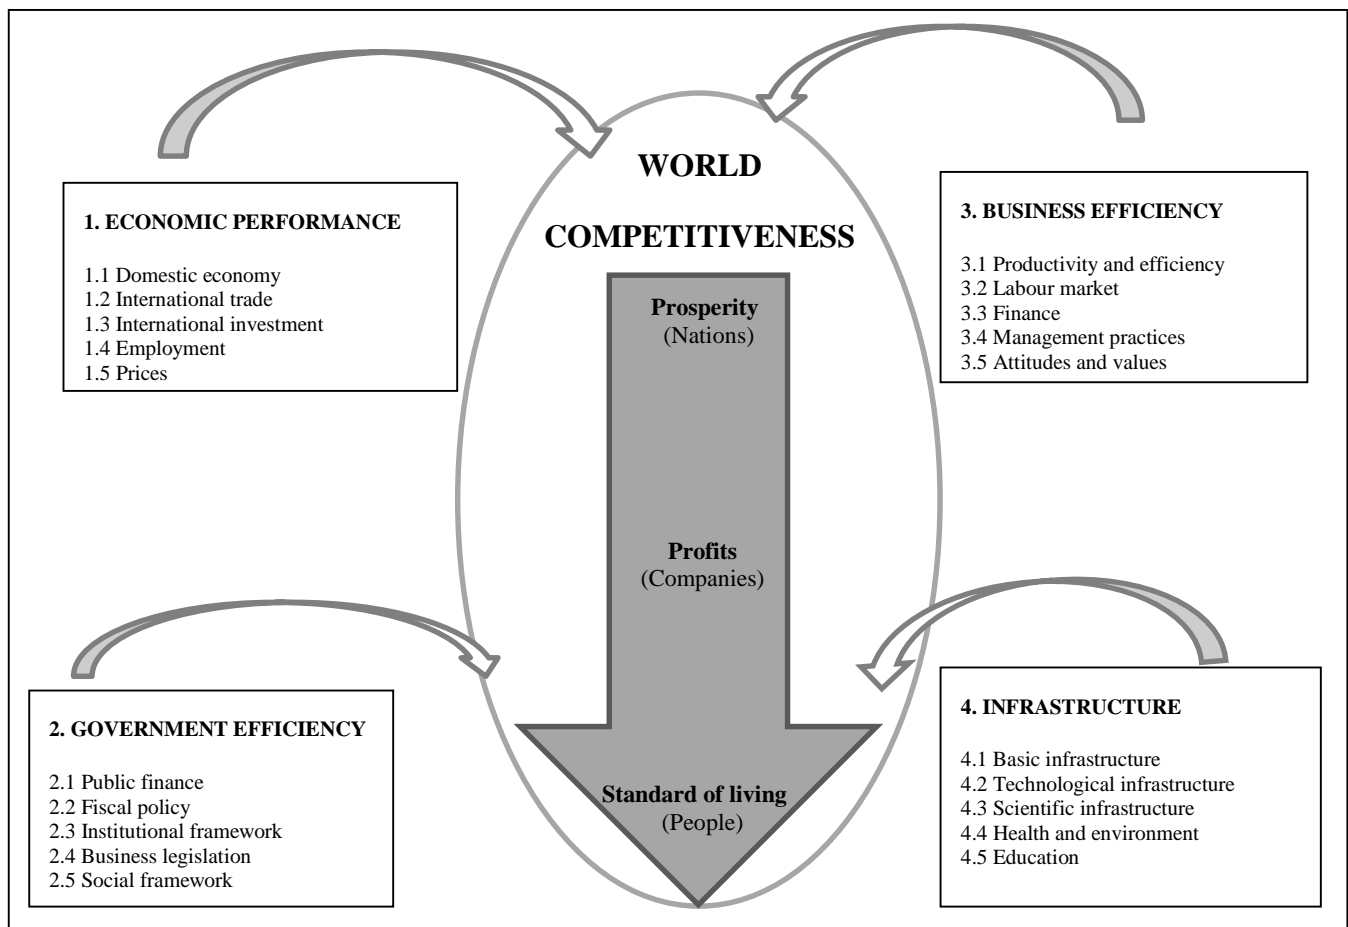 WORLD
COMPETITIVENESS
1. ECONOMIC PERFORMANCE
1.1 Domestic economy
1.2 International trade
1.3 International investment
1.4 Employment
1.5 Prices
3. BUSINESS EFFICIENCY
3.1 Productivity and efficiency
3.2 Labour market
3.3 Finance
3.4 Management practices
3.5 Attitudes and values
Prosperity
(Nations)
Profits
(Companies)
Standard of living
(People)
2. GOVERNMENT EFFICIENCY
2.1 Public finance
2.2 Fiscal policy
2.3 Institutional framework
2.4 Business legislation
2.5 Social framework
4. INFRASTRUCTURE
4.1 Basic infrastructure
4.2 Technological infrastructure
4.3 Scientific infrastructure
4.4 Health and environment
4.5 Education